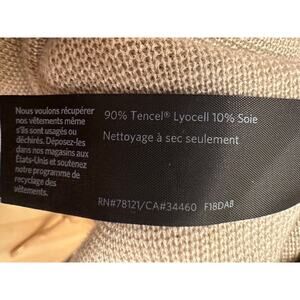 Nous voulons récupérer
nos vêtements même
s'ils sont usagés ou
déchirés. Déposez-les
dans nos magasins aux
États-Unis et soutenez
notre programme de
recyclage des
vêtements.
90% Tencel® Lyocell 10% Soie
Nettoyage à sec seulement
RN#78121/CA#34460 F18DAB